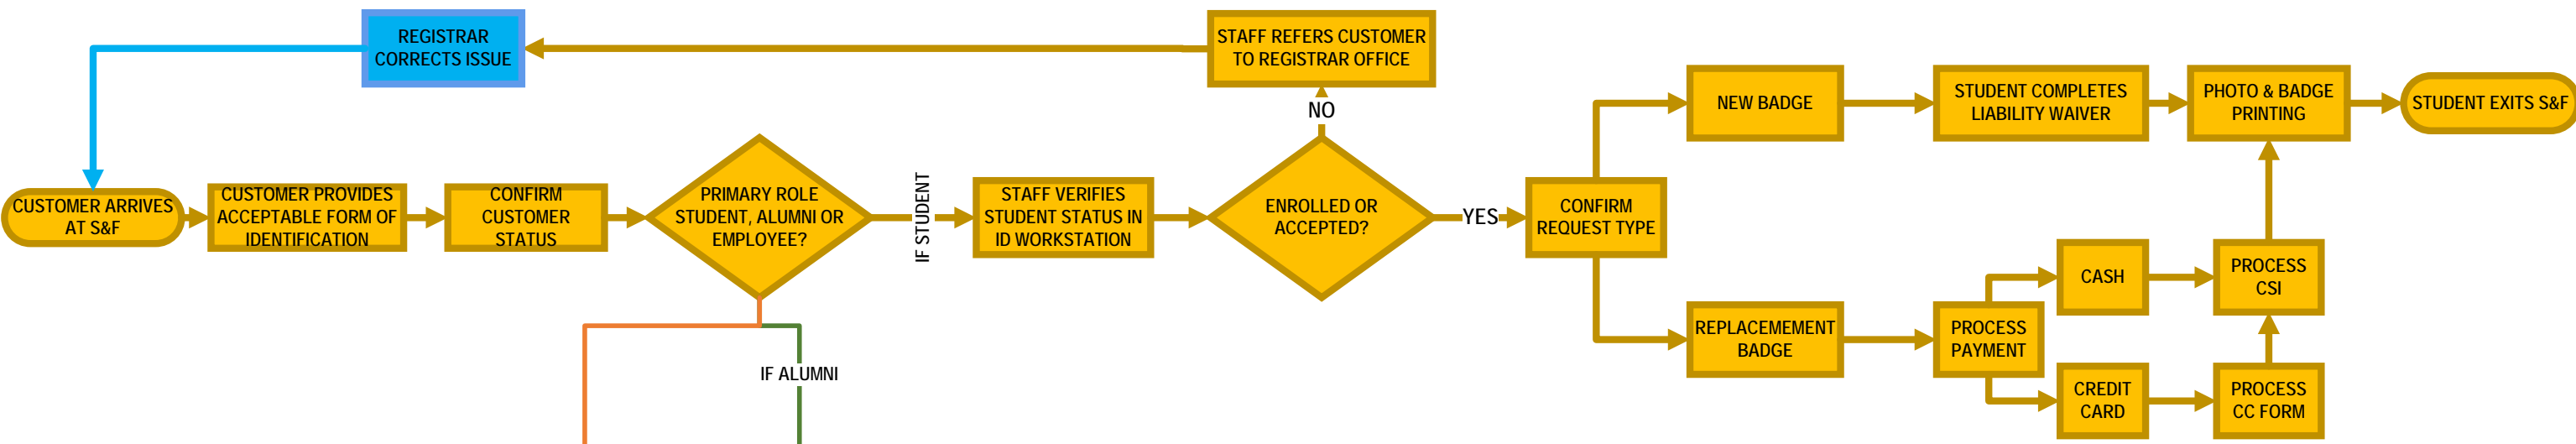 REGISTRAR
CORRECTS ISSUE
STAFF REFERS CUSTOMER
TO REGISTRAR OFFICE
NO
NEW BADGE
STUDENT COMPLETES
LIABILITY WAIVER
PHOTO & BADGE
PRINTING
STUDENT EXITS S&F
CUSTOMER ARRIVES
AT S&F
CUSTOMER PROVIDES
ACCEPTABLE FORM OF
IDENTIFICATION
CONFIRM
CUSTOMER
STATUS
PRIMARY ROLE
STUDENT, ALUMNI OR
EMPLOYEE?
IF STUDENT
STAFF VERIFIES
STUDENT STATUS IN
ID WORKSTATION
ENROLLED OR
ACCEPTED?
YES
CONFIRM
REQUEST TYPE
CASH
PROCESS
CSI
REPLACEMEMENT
BADGE
PROCESS
PAYMENT
CREDIT
CARD
PROCESS
CC FORM
IF ALUMNI